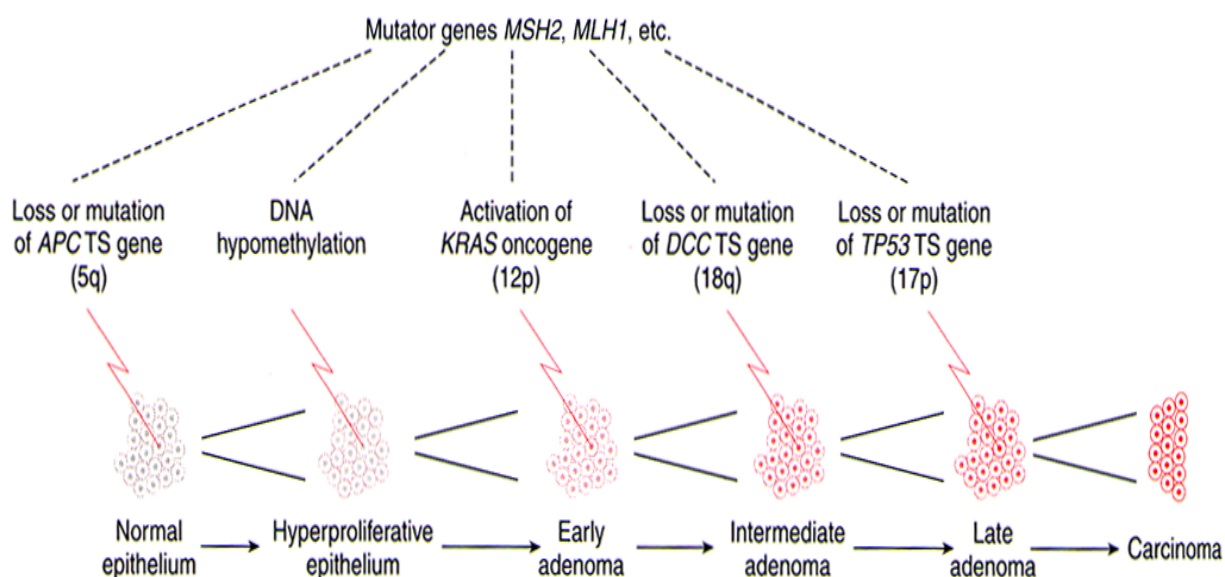 Mutator genes MSH2, MLH1, etc.
Loss or mutation
of APC TS gene
(5q)
DNA
hypomethylation
Activation of
KRAS oncogene
(12p)
Loss or mutation
of DCC TS gene
(18q)
Loss or mutation
of TP53 TS gene
(17p)
Normal
epithelium
Hyperproliferative
epithelium
Early
adenoma
Intermediate
adenoma
Late
adenoma
Carcinoma